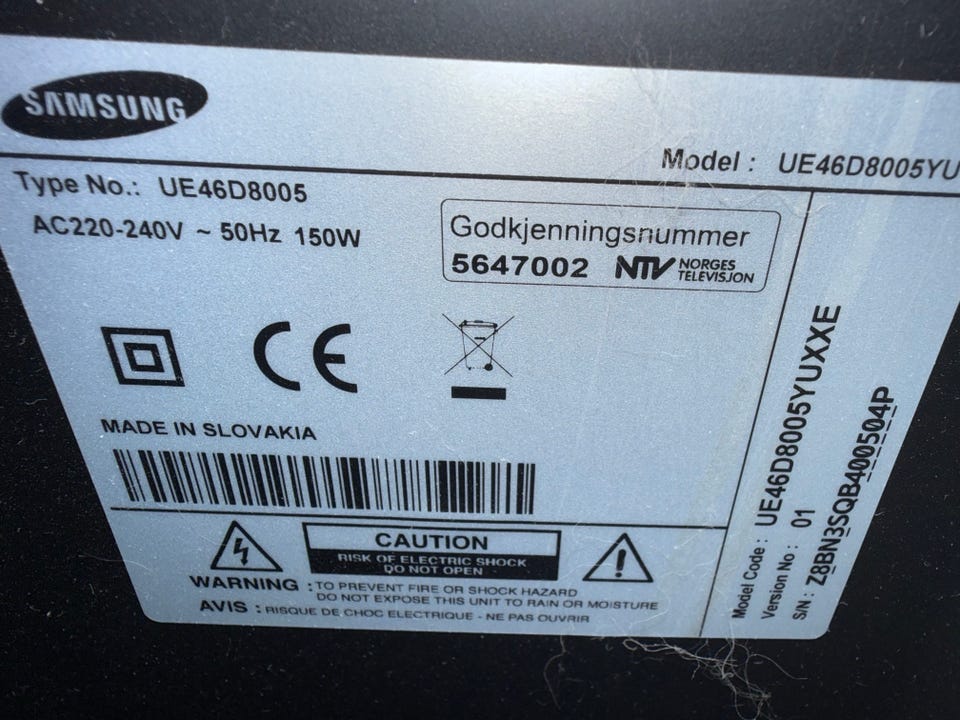 SAMSUNG
Model : UE46D8005YU
Type No.: UE46D8005
AC220-240V ~ 50Hz 150W
Godkjenningsnummer
5647002 NTV NORGES TELEVISJON
CE
MADE IN SLOVAKIA
CAUTION
RISK OF ELECTRIC SHOCK
DO NOT OPEN
WARNING : TO PREVENT FIRE OR SHOCK HAZARD
DO NOT EXPOSE THIS UNIT TO RAIN OR MOISTURE
AVIS : RISQUE DE CHOC ELECTRIQUE - NE PAS OUVRIR
Model Code : UE46D8005YUXXE
Version No : 01
S/N : Z8BN3SQB400504P